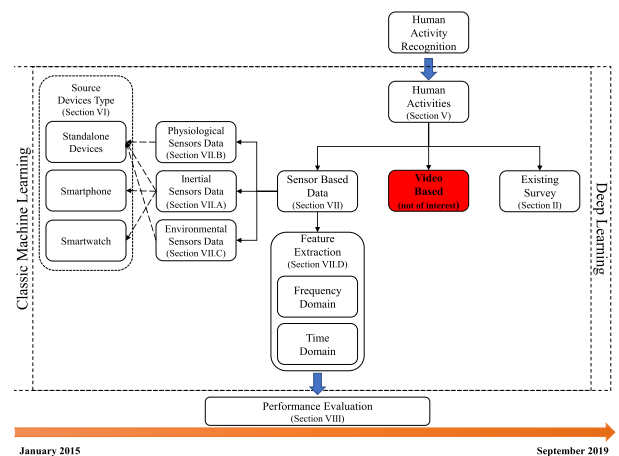 Human
Activity
Recognition
Human
Activities
(Section V)
Source
Devices Type
(Section VI)
Standalone
Devices
Smartphone
Smartwatch
Physiological
Sensors Data
(Section VII.B)
Inertial
Sensors Data
(Section VII.A)
Environmental
Sensors Data
(Section VII.C)
Sensor Based
Data
(Section VII)
Video
Based
(not of interest)
Existing
Survey
(Section II)
Feature
Extraction
(Section VII.D)
Frequency
Domain
Time
Domain
Classic Machine Learning
Deep Learning
Performance Evaluation
(Section VIII)
January 2015
September 2019